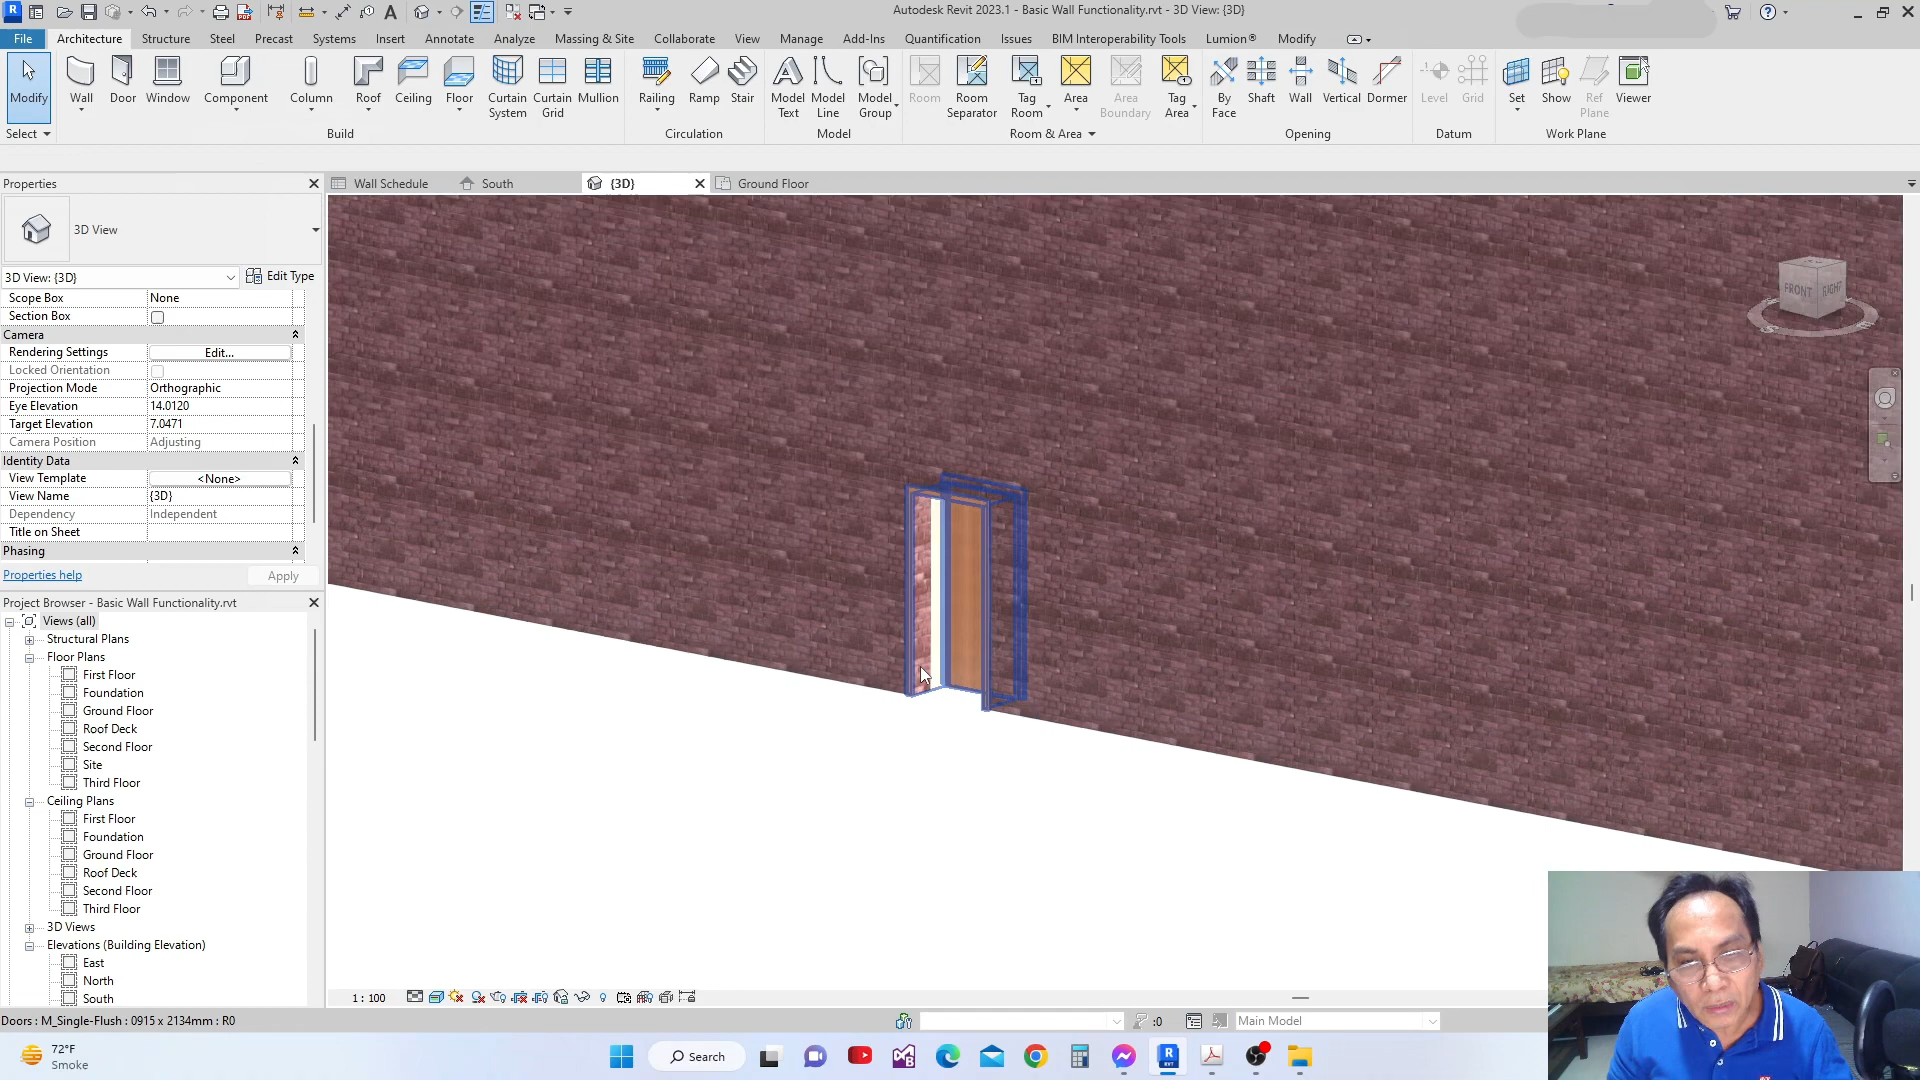 Autodesk Revit 2023.1 - Basic Wall Functionality.rvt - 3D View: {3D}
File Architecture Structure Steel Precast Systems Insert Annotate Analyze Massing & Site Collaborate View Manage Add-Ins Quantification Issues BIM Interoperability Tools Lumion® Modify
Modify Wall Door Window Component Column Roof Ceiling Floor Curtain System Curtain Grid Mullion Railing Ramp Stair Model Text Model Line Model Group Room Room Separator Tag Room Area Area Boundary Tag Area By Face Shaft Wall Vertical Dormer Level Grid Set Show Ref Plane Viewer
Select Build Circulation Model Room & Area Opening Datum Work Plane
Properties
Wall Schedule South {3D} Ground Floor
3D View
3D View: {3D} Edit Type
Scope Box None
Section Box
Camera
Rendering Settings Edit...
Locked Orientation
Projection Mode Orthographic
Eye Elevation 14.0120
Target Elevation 7.0471
Camera Position Adjusting
Identity Data
View Template <None>
View Name {3D}
Dependency Independent
Title on Sheet
Phasing
Properties help Apply
Project Browser - Basic Wall Functionality.rvt
Views (all)
Structural Plans
Floor Plans
First Floor
Foundation
Ground Floor
Roof Deck
Second Floor
Site
Third Floor
Ceiling Plans
First Floor
Foundation
Ground Floor
Roof Deck
Second Floor
Third Floor
3D Views
Elevations (Building Elevation)
East
North
South
FRONT RIGHT
1 : 100
Doors : M_Single-Flush : 0915 x 2134mm : R0
:0 Main Model
72°F
Smoke
Search